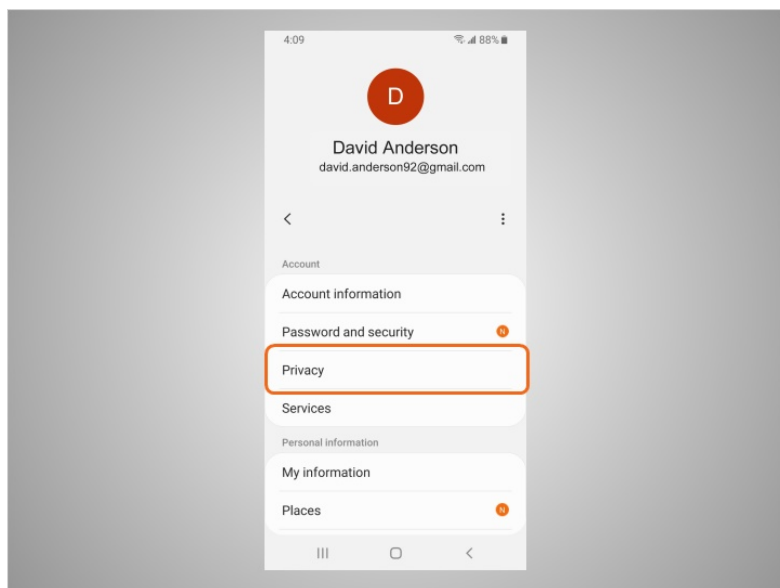 4:09 88%
D
David Anderson
david.anderson92@gmail.com
Account
Account information
Password and security N
Privacy
Services
Personal information
My information
Places N